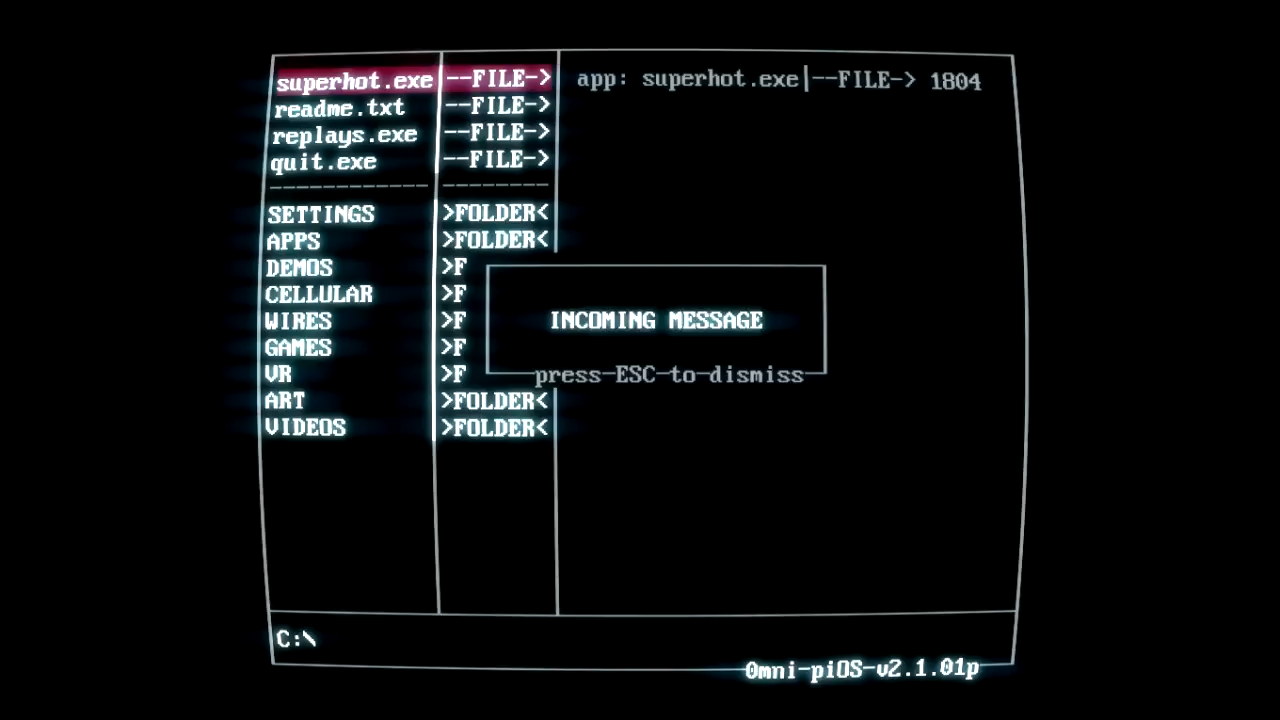 superhot.exe --FILE-> app: superhot.exe|--FILE-> 1804
readme.txt --FILE->
replays.exe --FILE->
quit.exe --FILE->
------------- --------
SETTINGS >FOLDER<
APPS >FOLDER<
DEMOS >F
CELLULAR >F
WIRES >F
GAMES >F
VR >F
ART >FOLDER<
VIDEOS >FOLDER<
INCOMING MESSAGE
press-ESC-to-dismiss
C:\
0mni-piOS-v2.1.01p